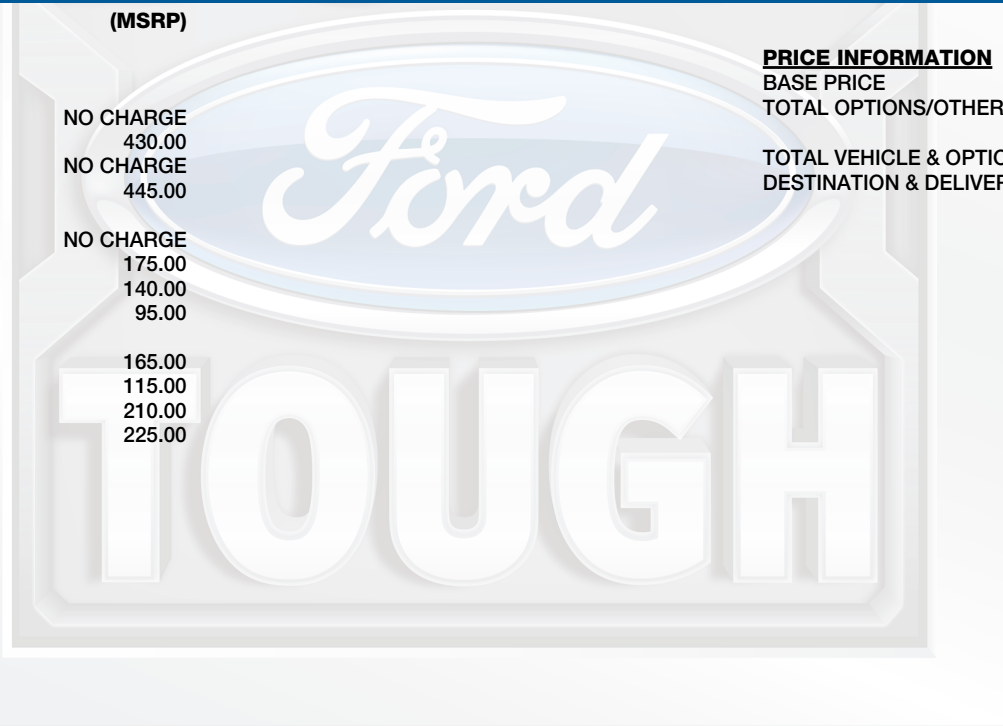 (MSRP)
NO CHARGE
430.00
NO CHARGE
445.00
NO CHARGE
175.00
140.00
95.00
165.00
115.00
210.00
225.00
PRICE INFORMATION
BASE PRICE
TOTAL OPTIONS/OTHER
TOTAL VEHICLE & OPTIO
DESTINATION & DELIVER
Ford
TOUGH